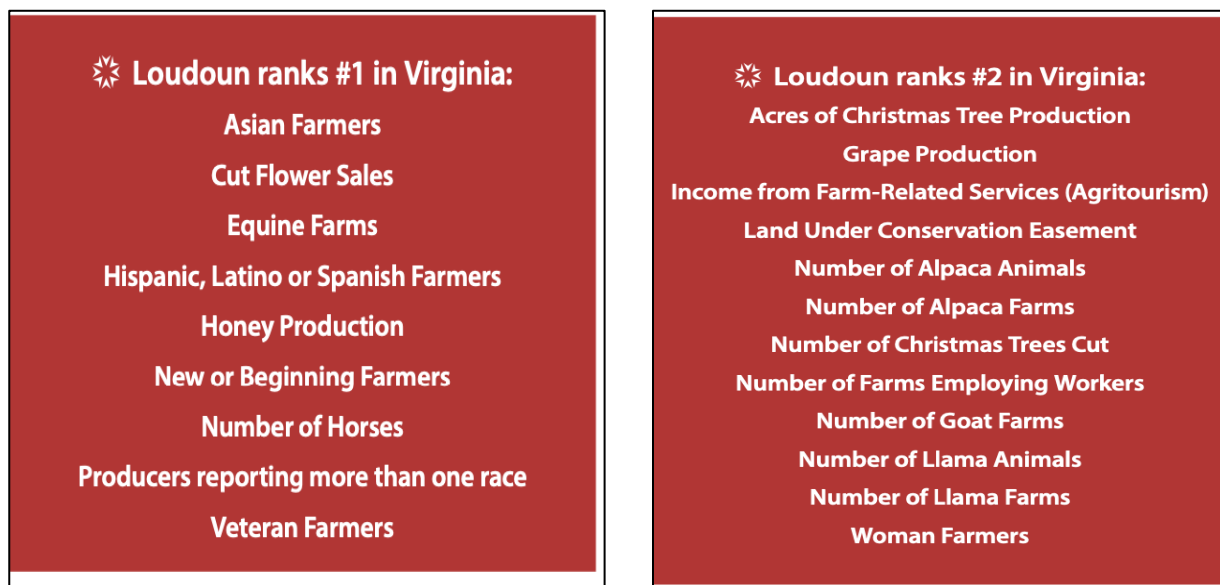 Loudoun ranks #1 in Virginia:
Asian Farmers
Cut Flower Sales
Equine Farms
Hispanic, Latino or Spanish Farmers
Honey Production
New or Beginning Farmers
Number of Horses
Producers reporting more than one race
Veteran Farmers
Loudoun ranks #2 in Virginia:
Acres of Christmas Tree Production
Grape Production
Income from Farm-Related Services (Agritourism)
Land Under Conservation Easement
Number of Alpaca Animals
Number of Alpaca Farms
Number of Christmas Trees Cut
Number of Farms Employing Workers
Number of Goat Farms
Number of Llama Animals
Number of Llama Farms
Woman Farmers